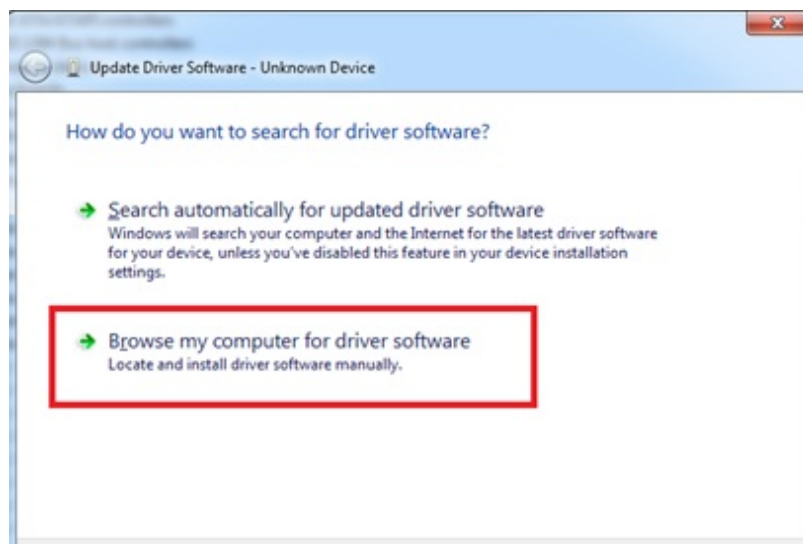 Update Driver Software - Unknown Device
How do you want to search for driver software?
Search automatically for updated driver software
Windows will search your computer and the Internet for the latest driver software
for your device, unless you've disabled this feature in your device installation
settings.
Browse my computer for driver software
Locate and install driver software manually.